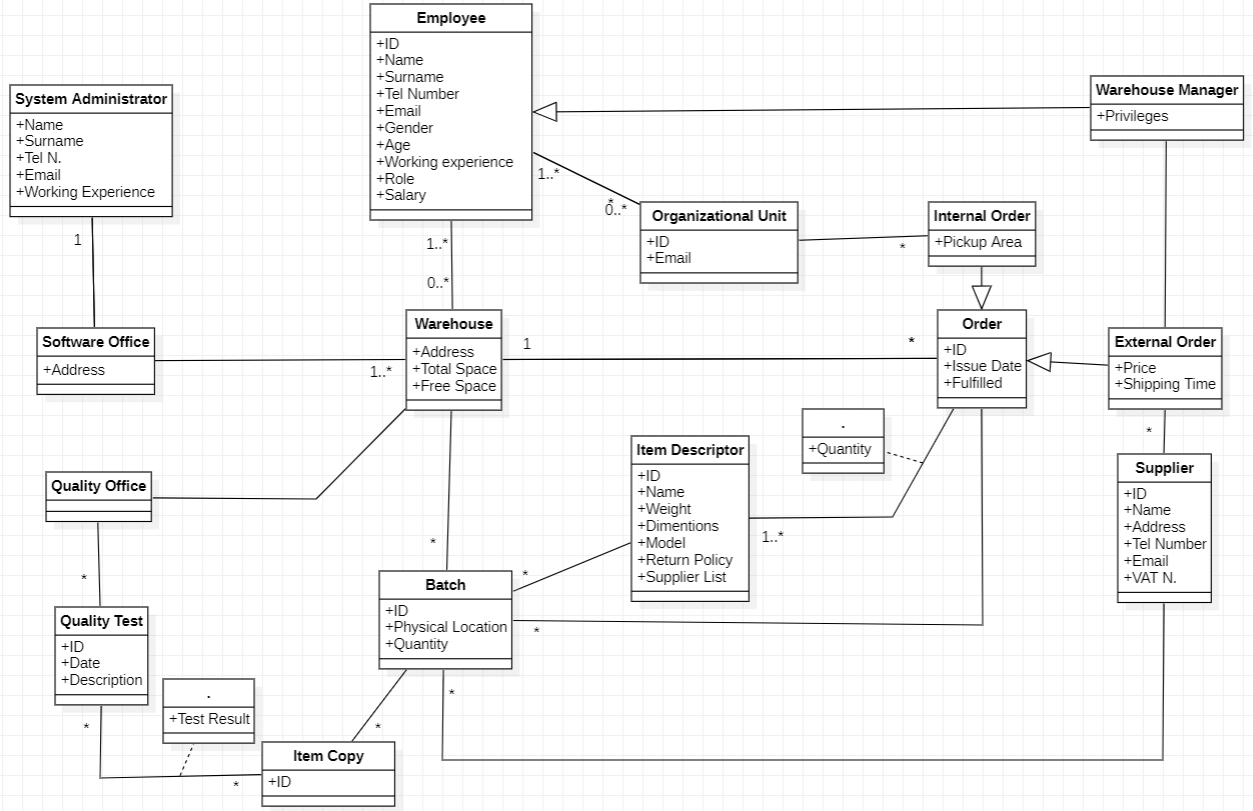 Employee
+ID
+Name
+Surname
+Tel Number
+Email
+Gender
+Age
+Working experience
+Role
+Salary
System Administrator
+Name
+Surname
+Tel N.
+Email
+Working Experience
Warehouse Manager
+Privileges
1..*
*
0..*
Organizational Unit
+ID
+Email
Internal Order
+Pickup Area
*
1
1..*
0..*
Software Office
+Address
1..*
Warehouse
+Address
+Total Space
+Free Space
1
*
Order
+ID
+Issue Date
+Fulfilled
External Order
+Price
+Shipping Time
*
.
+Quantity
Item Descriptor
+ID
+Name
+Weight
+Dimentions
+Model
+Return Policy
+Supplier List
1..*
Supplier
+ID
+Name
+Address
+Tel Number
+Email
+VAT N.
Quality Office
*
*
*
Batch
+ID
+Physical Location
+Quantity
*
*
Quality Test
+ID
+Date
+Description
*
.
+Test Result
*
*
Item Copy
+ID